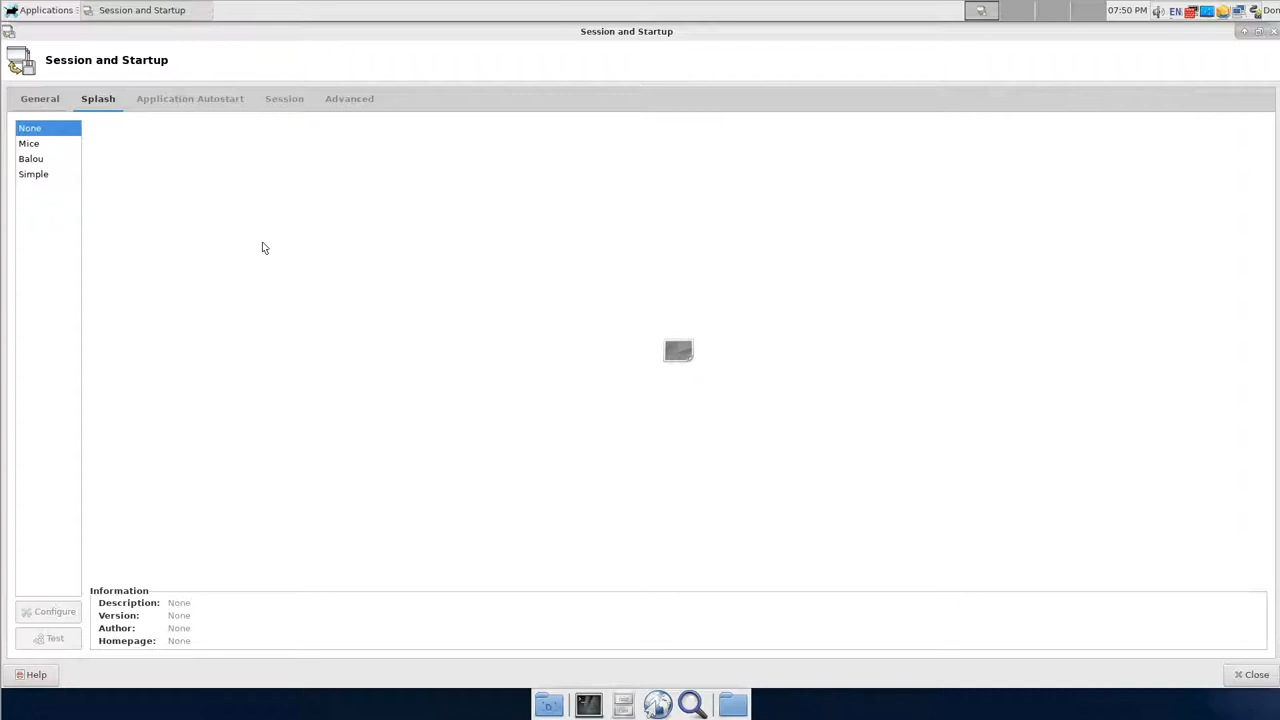 Applications
Session and Startup
07:50 PM
EN
Don
Session and Startup
Session and Startup
General
Splash
Application Autostart
Session
Advanced
None
Mice
Balou
Simple
Configure
Test
Information
Description: None
Version: None
Author: None
Homepage: None
Help
Close